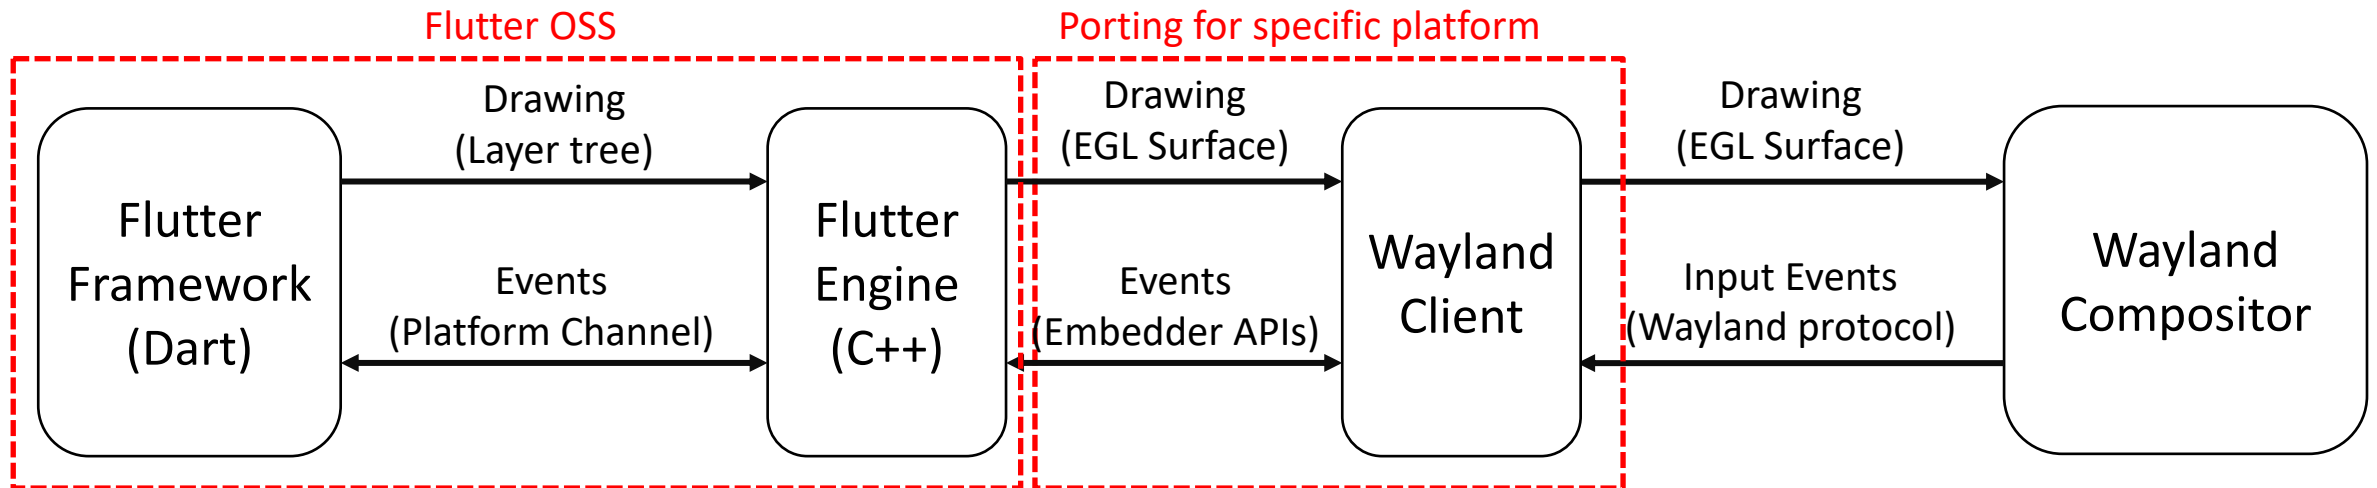 Flutter OSS
Porting for specific platform
Drawing
(Layer tree)
Drawing
(EGL Surface)
Drawing
(EGL Surface)
Flutter
Framework
(Dart)
Events
(Platform Channel)
Flutter
Engine
(C++)
Events
(Embedder APIs)
Wayland
Client
Input Events
(Wayland protocol)
Wayland
Compositor